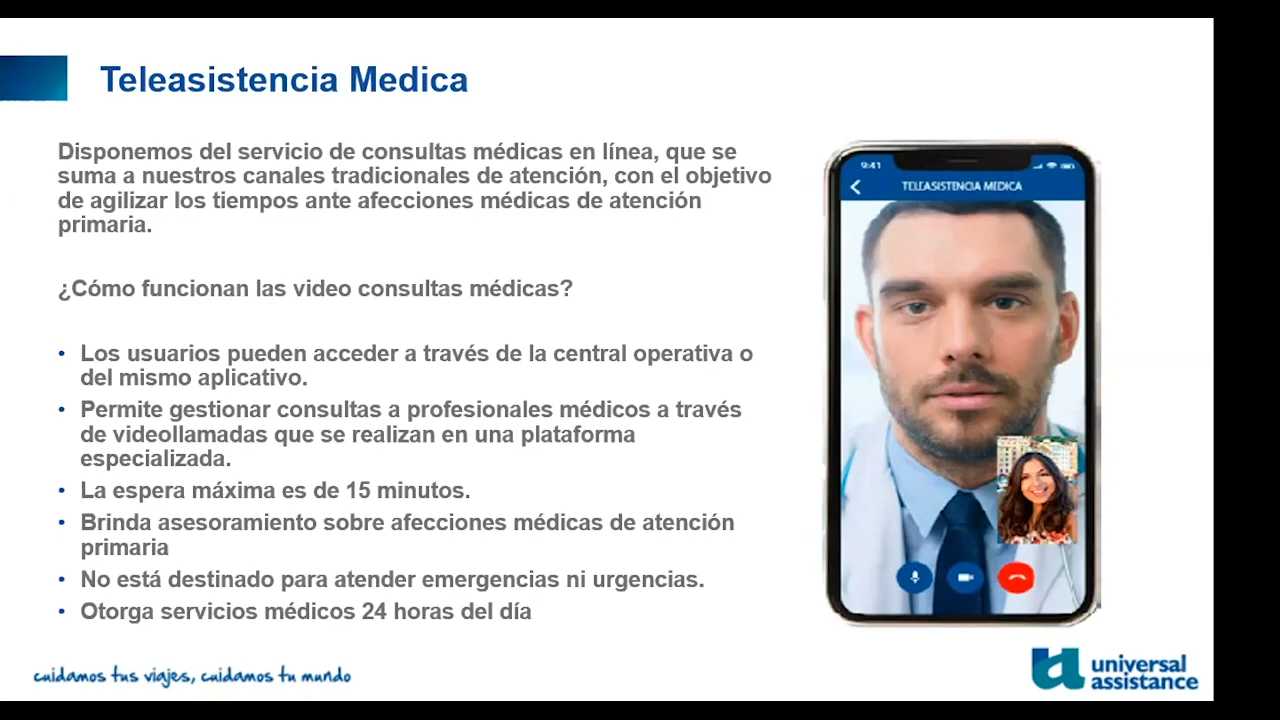 Teleasistencia Medica
Disponemos del servicio de consultas médicas en línea, que se
suma a nuestros canales tradicionales de atención, con el objetivo
de agilizar los tiempos ante afecciones médicas de atención
primaria.
¿Cómo funcionan las video consultas médicas?
• Los usuarios pueden acceder a través de la central operativa o
del mismo aplicativo.
• Permite gestionar consultas a profesionales médicos a través
de videollamadas que se realizan en una plataforma
especializada.
• La espera máxima es de 15 minutos.
• Brinda asesoramiento sobre afecciones médicas de atención
primaria
• No está destinado para atender emergencias ni urgencias.
• Otorga servicios médicos 24 horas del día
9:41
TELEASISTENCIA MEDICA
cuidamos tus viajes, cuidamos tu mundo
ua
universal
assistance